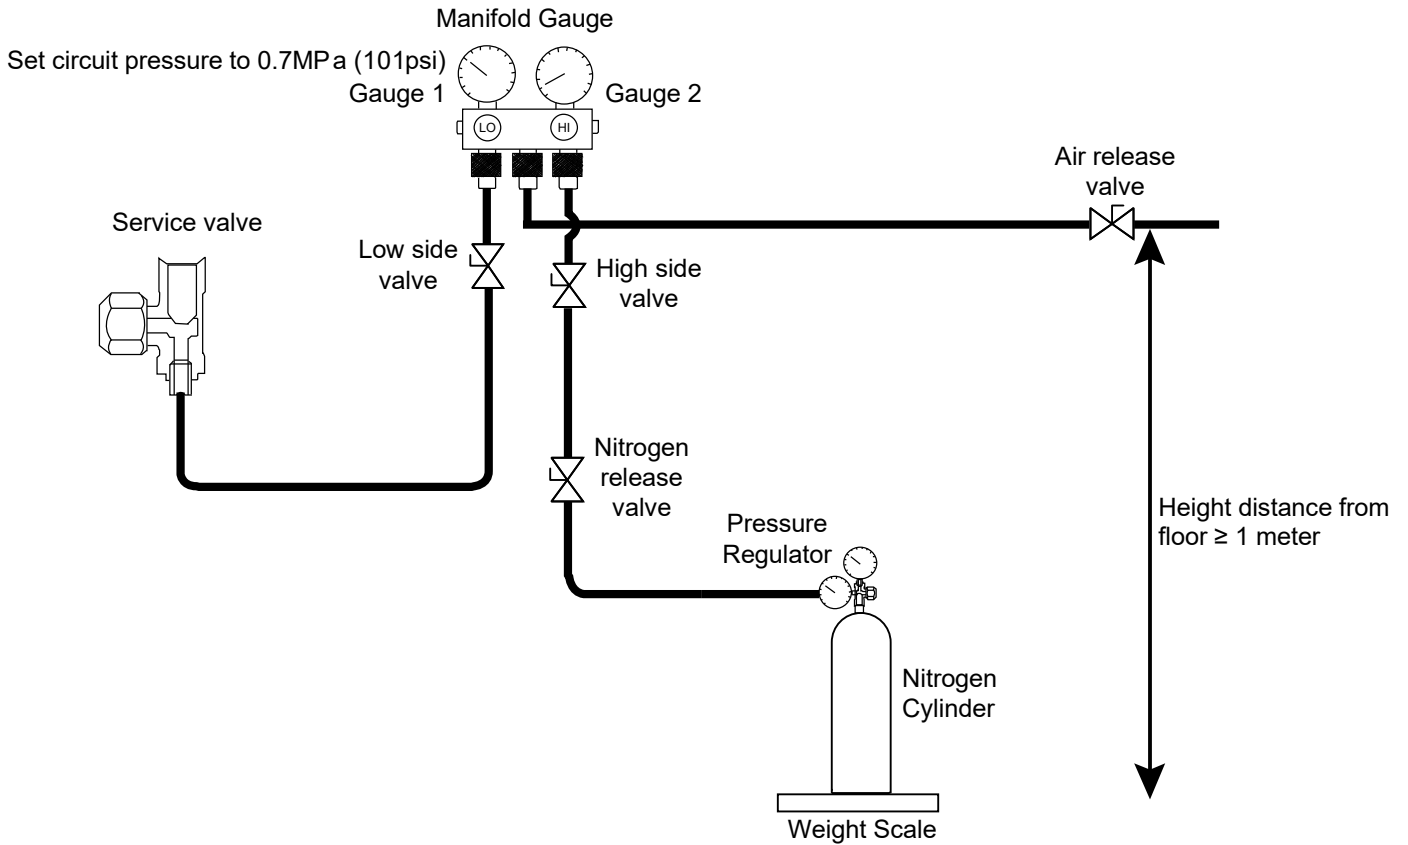 Manifold Gauge
Set circuit pressure to 0.7MPa (101psi)
Gauge 1
Gauge 2
LO
HI
Air release
valve
Service valve
Low side
valve
High side
valve
Nitrogen
release
valve
Height distance from
floor ≥ 1 meter
Pressure
Regulator
Nitrogen
Cylinder
Weight Scale